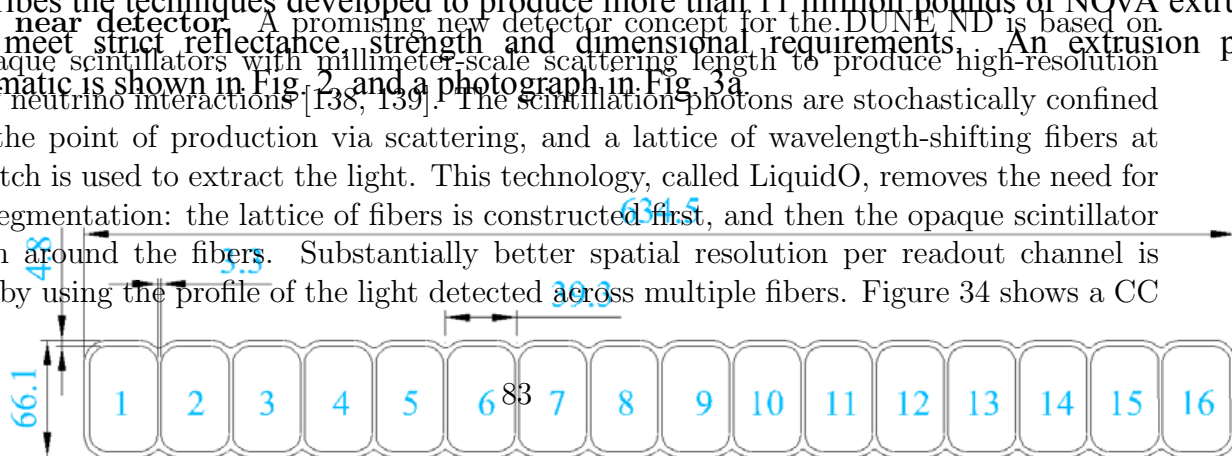 ribes the techniques developed to produce more than 11 million pounds of NOvA extru
near detector. A promising new detector concept for the DUNE ND is based on
meet strict reflectance, strength and dimensional requirements. An extrusion p
aque scintillators with millimeter-scale scattering length to produce high-resolution
matic is shown in Fig. 2, and a photograph in Fig. 3a.
neutrino interactions [138, 139]. The scintillation photons are stochastically confined
the point of production via scattering, and a lattice of wavelength-shifting fibers at
tch is used to extract the light. This technology, called LiquidO, removes the need for
egmentation: the lattice of fibers is constructed first, and then the opaque scintillator
634.5
n around the fibers. Substantially better spatial resolution per readout channel is
4.8
3.3
by using the profile of the light detected across multiple fibers. Figure 34 shows a CC
39.3
66.1
1 2 3 4 5 6 7 8 9 10 11 12 13 14 15 16
83